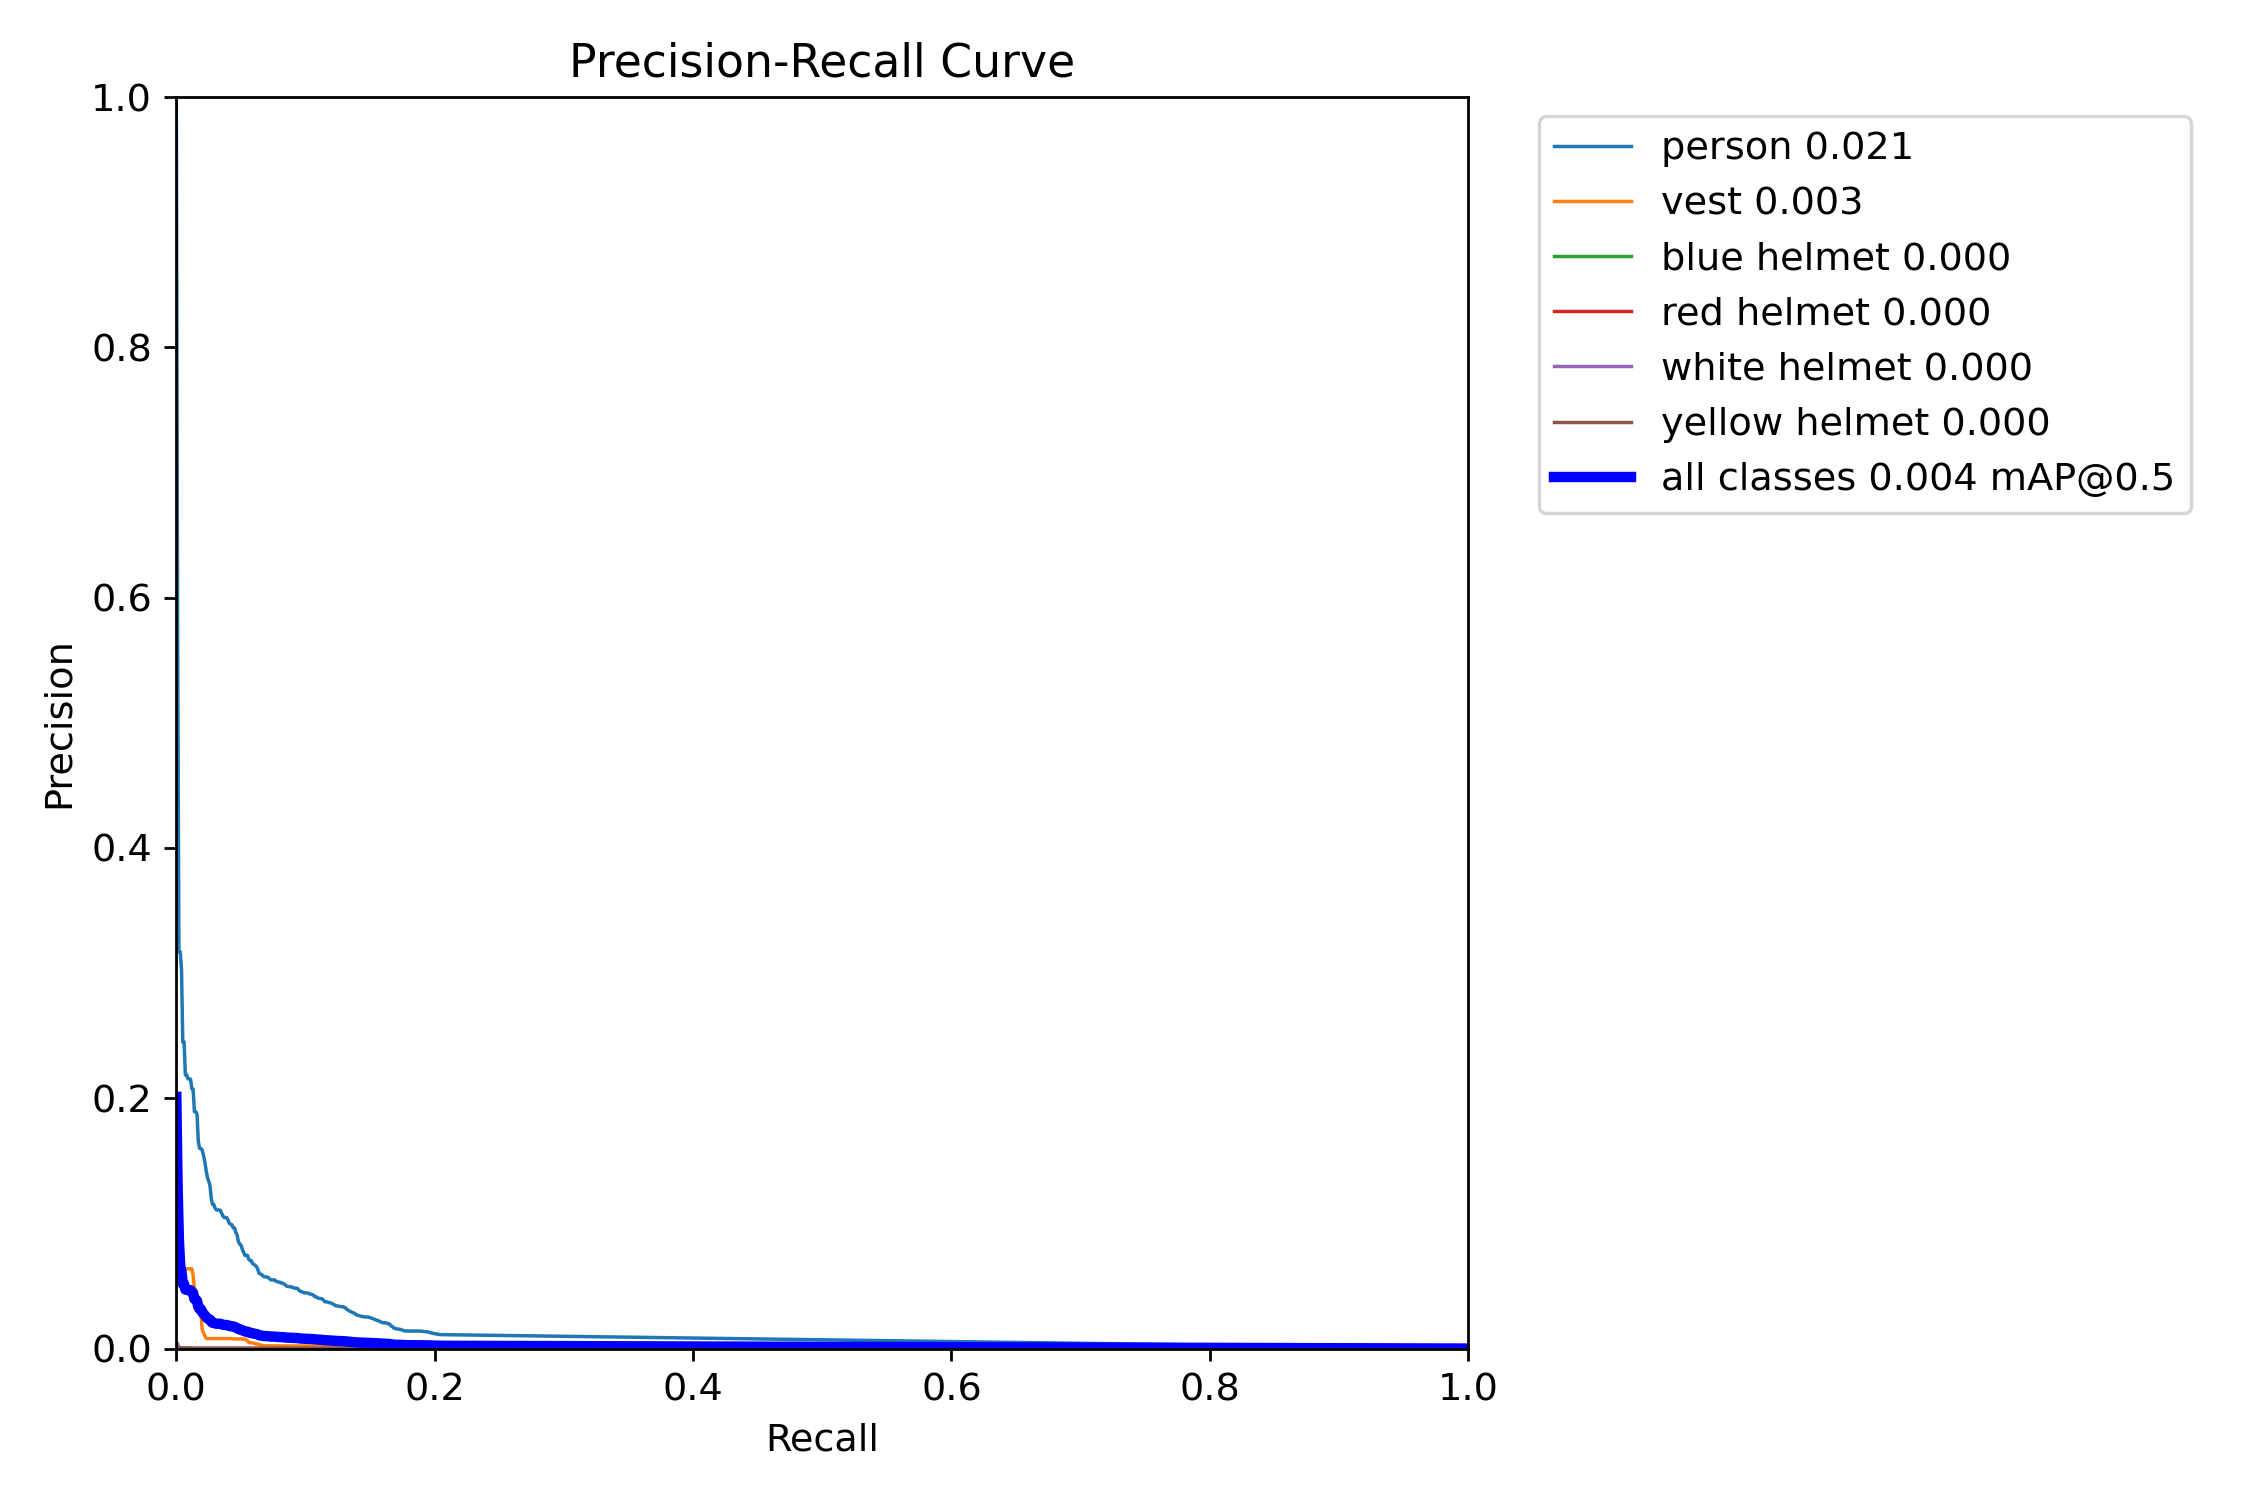 Precision-Recall Curve
1.0
0.8
0.6
0.4
0.2
0.0
Precision
0.0 0.2 0.4 0.6 0.8 1.0
Recall
person 0.021
vest 0.003
blue helmet 0.000
red helmet 0.000
white helmet 0.000
yellow helmet 0.000
all classes 0.004 mAP@0.5